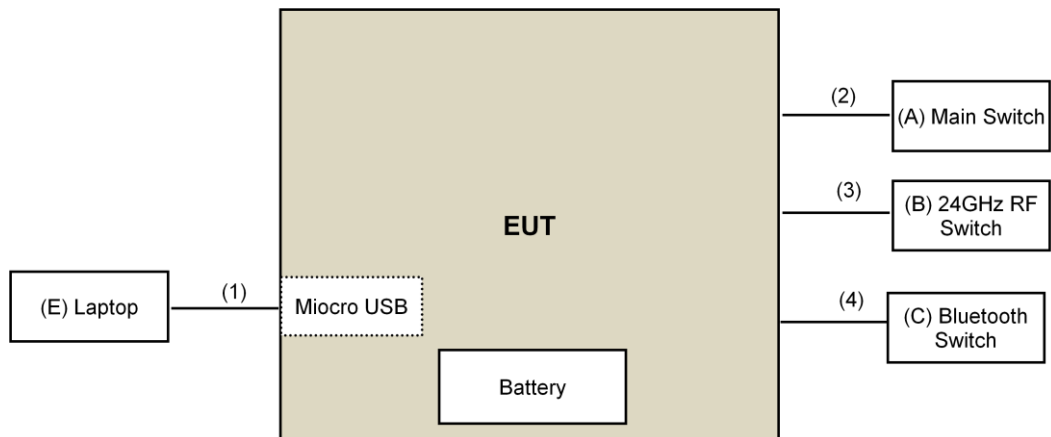 (2)
(A) Main Switch
(3)
(B) 24GHz RF
Switch
EUT
(E) Laptop
(1)
Miocro USB
(4)
(C) Bluetooth
Switch
Battery